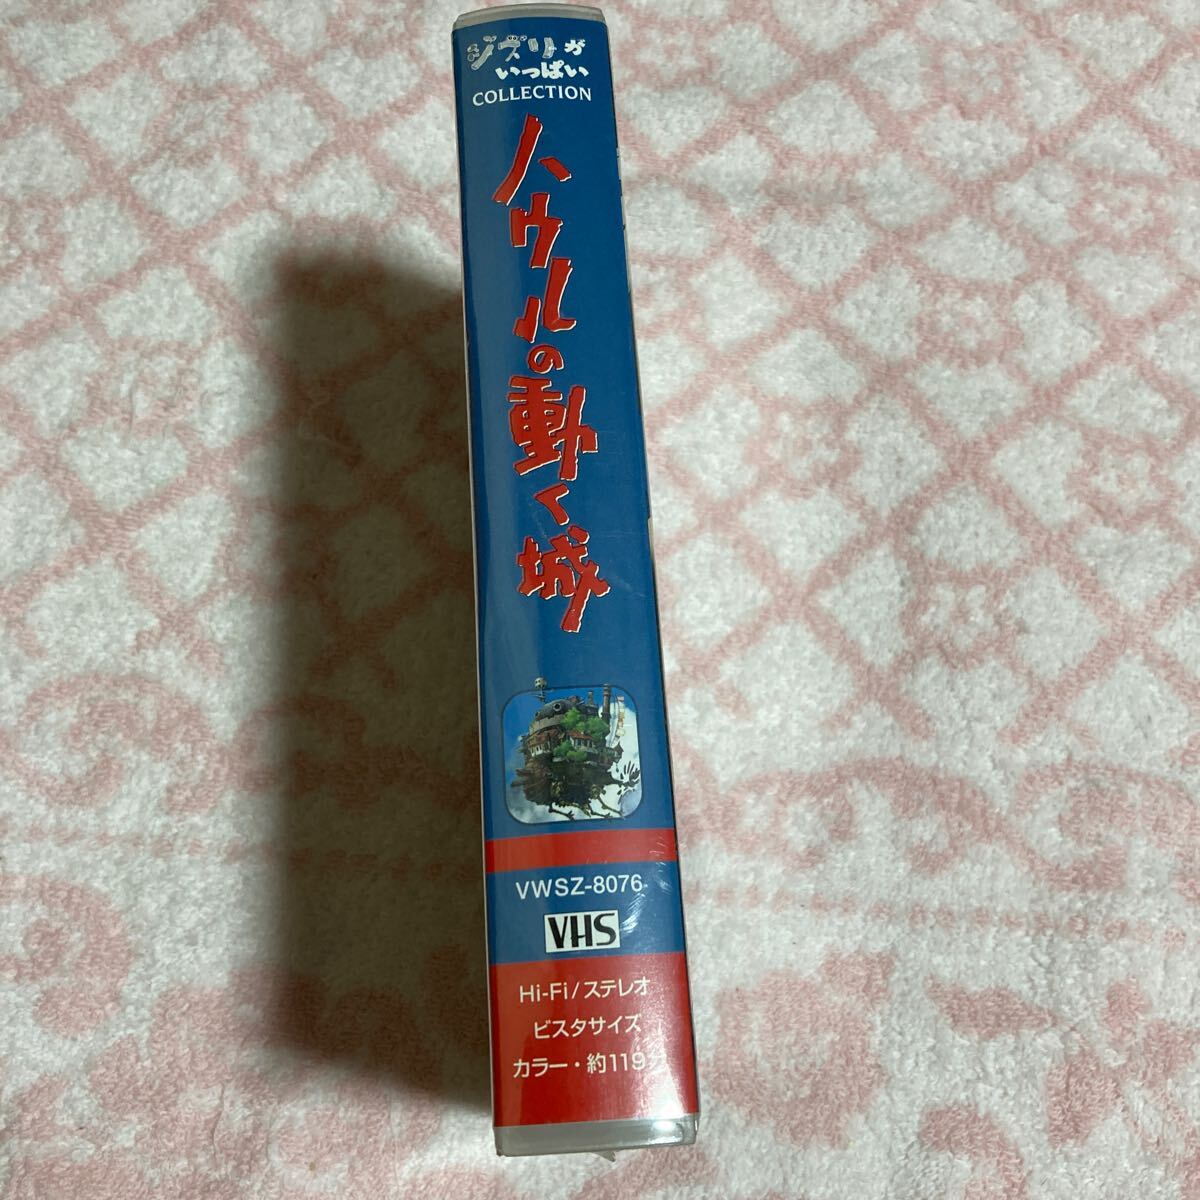 ジブリが
いっぱい
COLLECTION
ハウルの動く城
VWSZ-8076
VHS
Hi-Fi/ステレオ
ビスタサイズ
カラー・約119分